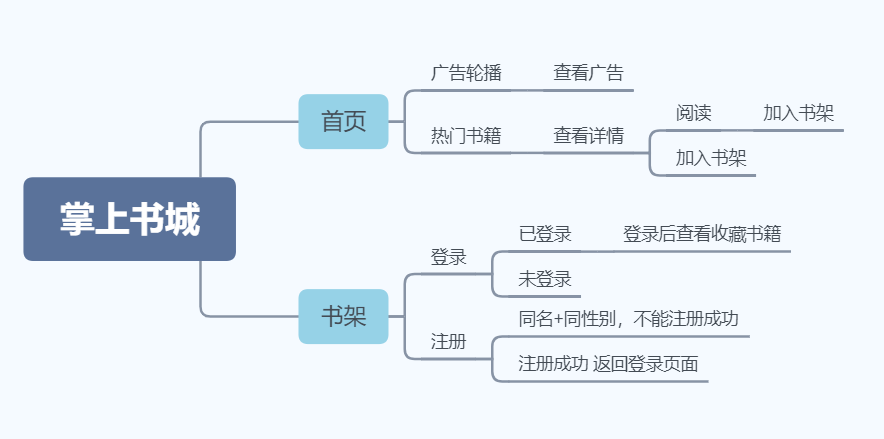 掌上书城
首页
广告轮播
查看广告
热门书籍
查看详情
阅读
加入书架
加入书架
书架
登录
已登录
登录后查看收藏书籍
未登录
注册
同名+同性别，不能注册成功
注册成功 返回登录页面